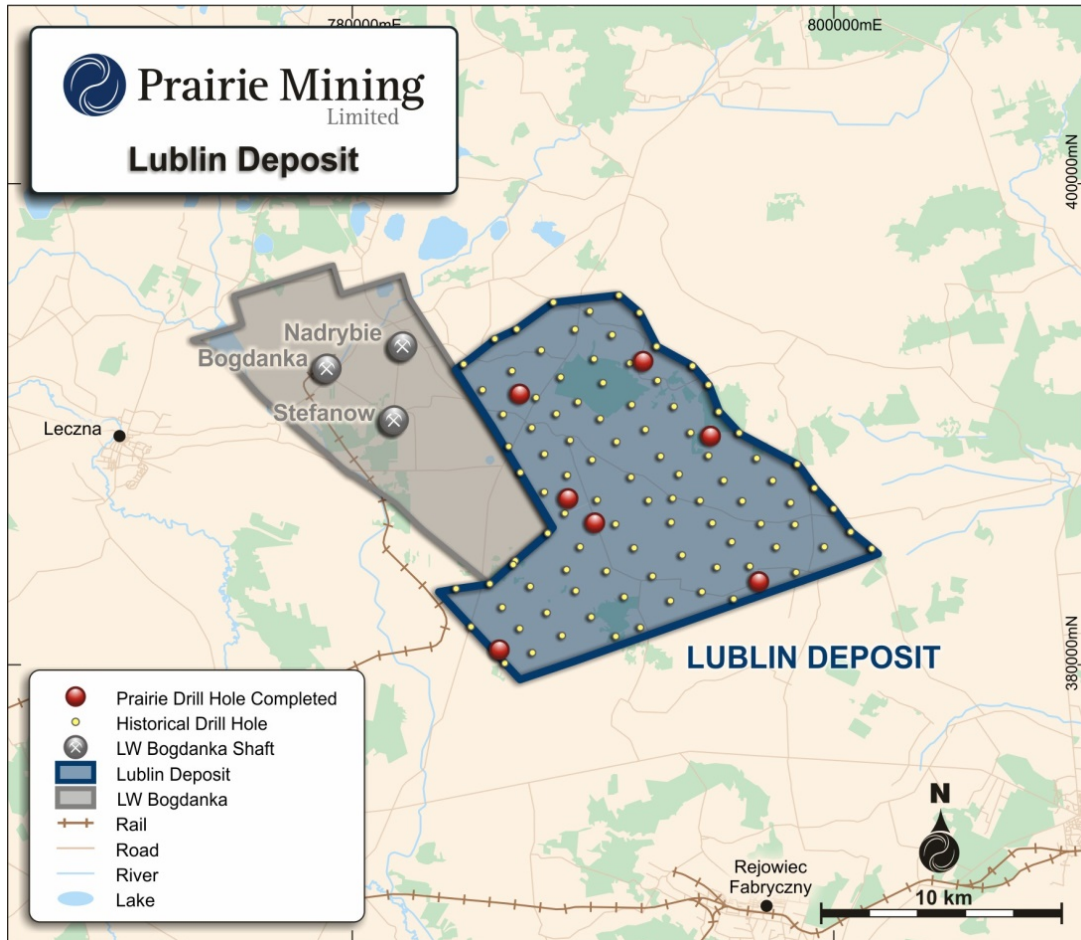 780000mE
800000mE
Prairie Mining
Limited
Lublin Deposit
400000mN
Nadrybie
Bogdanka
Stefanow
Leczna
LUBLIN DEPOSIT
380000mN
Prairie Drill Hole Completed
Historical Drill Hole
LW Bogdanka Shaft
Lublin Deposit
LW Bogdanka
Rail
Road
River
Lake
N
Rejowiec
Fabryczny
10 km